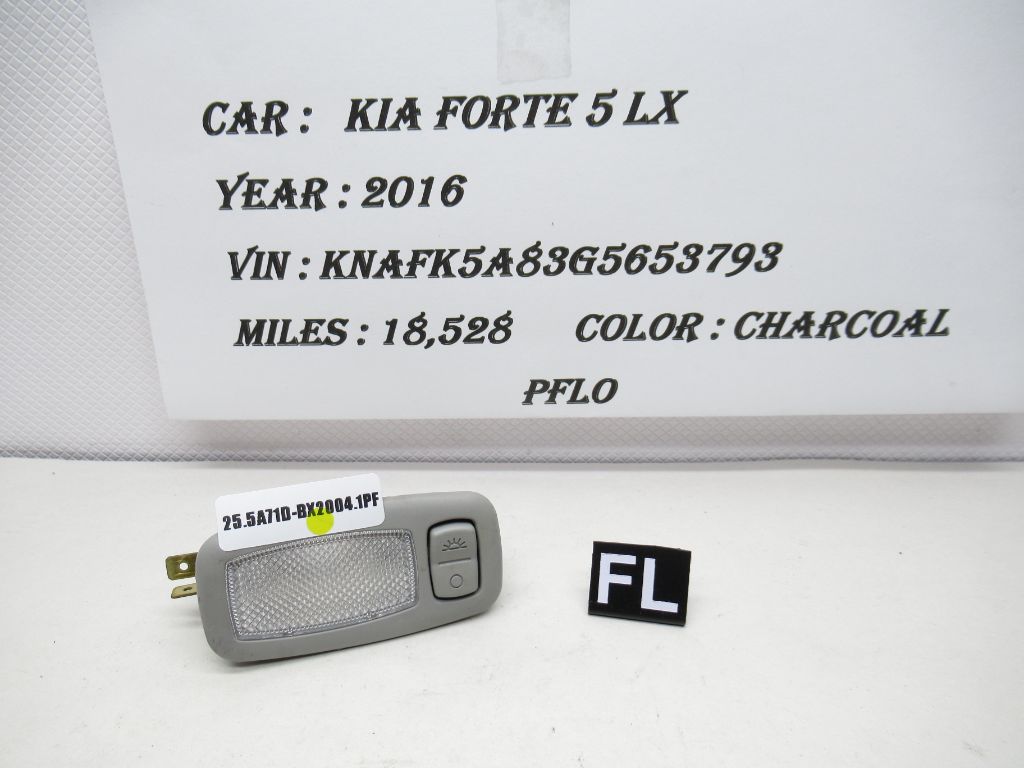 CAR : KIA FORTE 5 LX
YEAR : 2016
VIN : KNAFK5A83G5653793
MILES : 18,528 COLOR : CHARCOAL
PFLO
25.5A71D-BX2004.1PF
FL